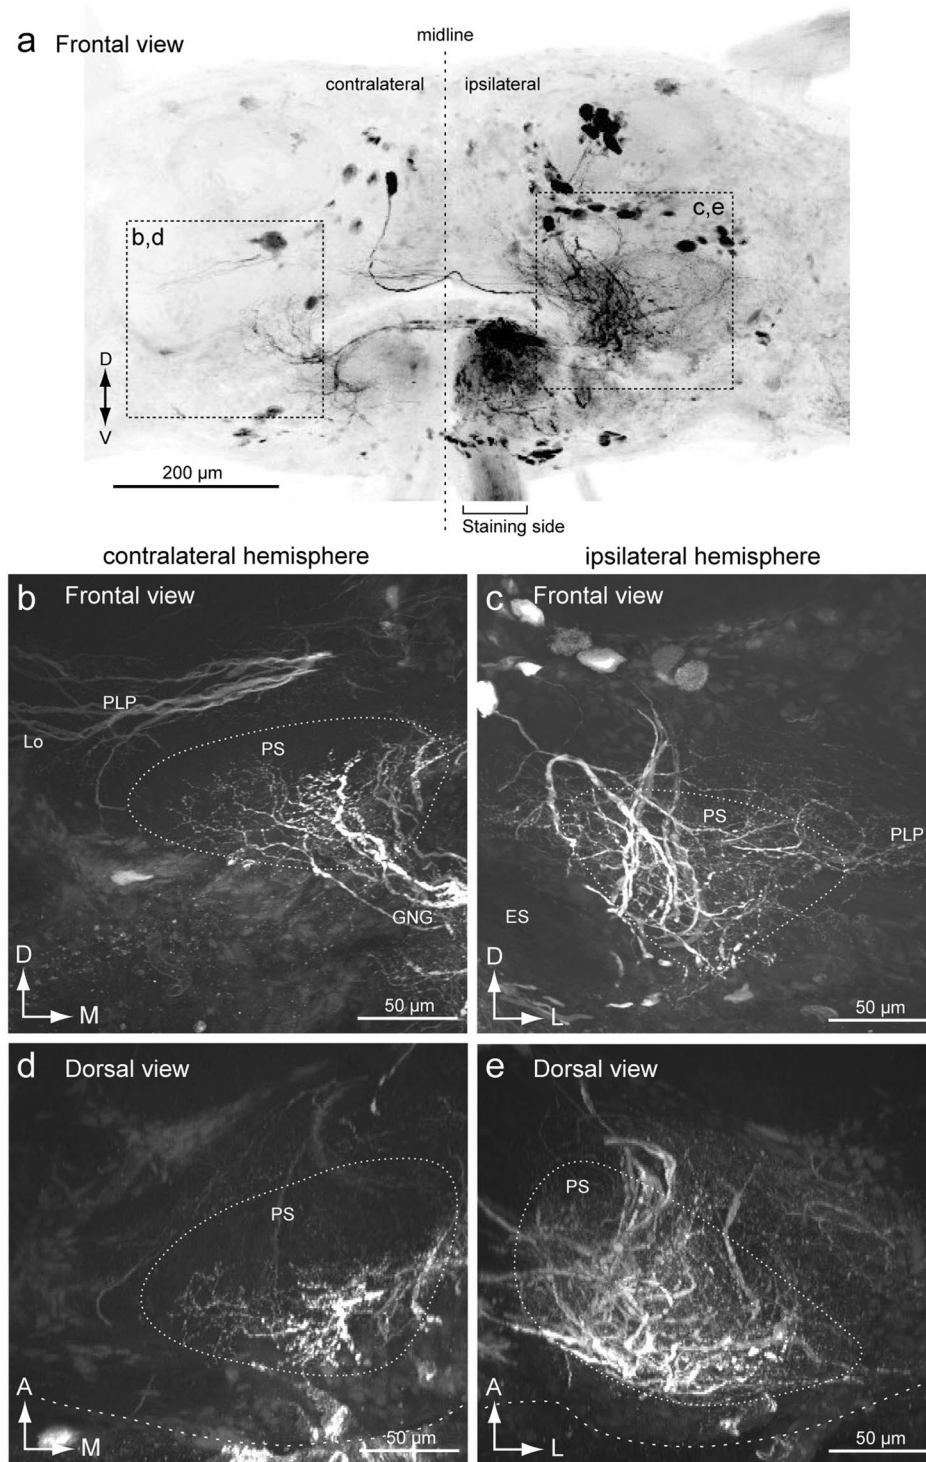 a Frontal view
midline
contralateral
ipsilateral
b,d
c,e
D
V
200 µm
Staining side
contralateral hemisphere
ipsilateral hemisphere
b Frontal view
PLP
Lo
PS
GNG
D
M
50 µm
c Frontal view
PS
PLP
ES
D
L
50 µm
d Dorsal view
PS
A
M
50 µm
e Dorsal view
PS
A
L
50 µm